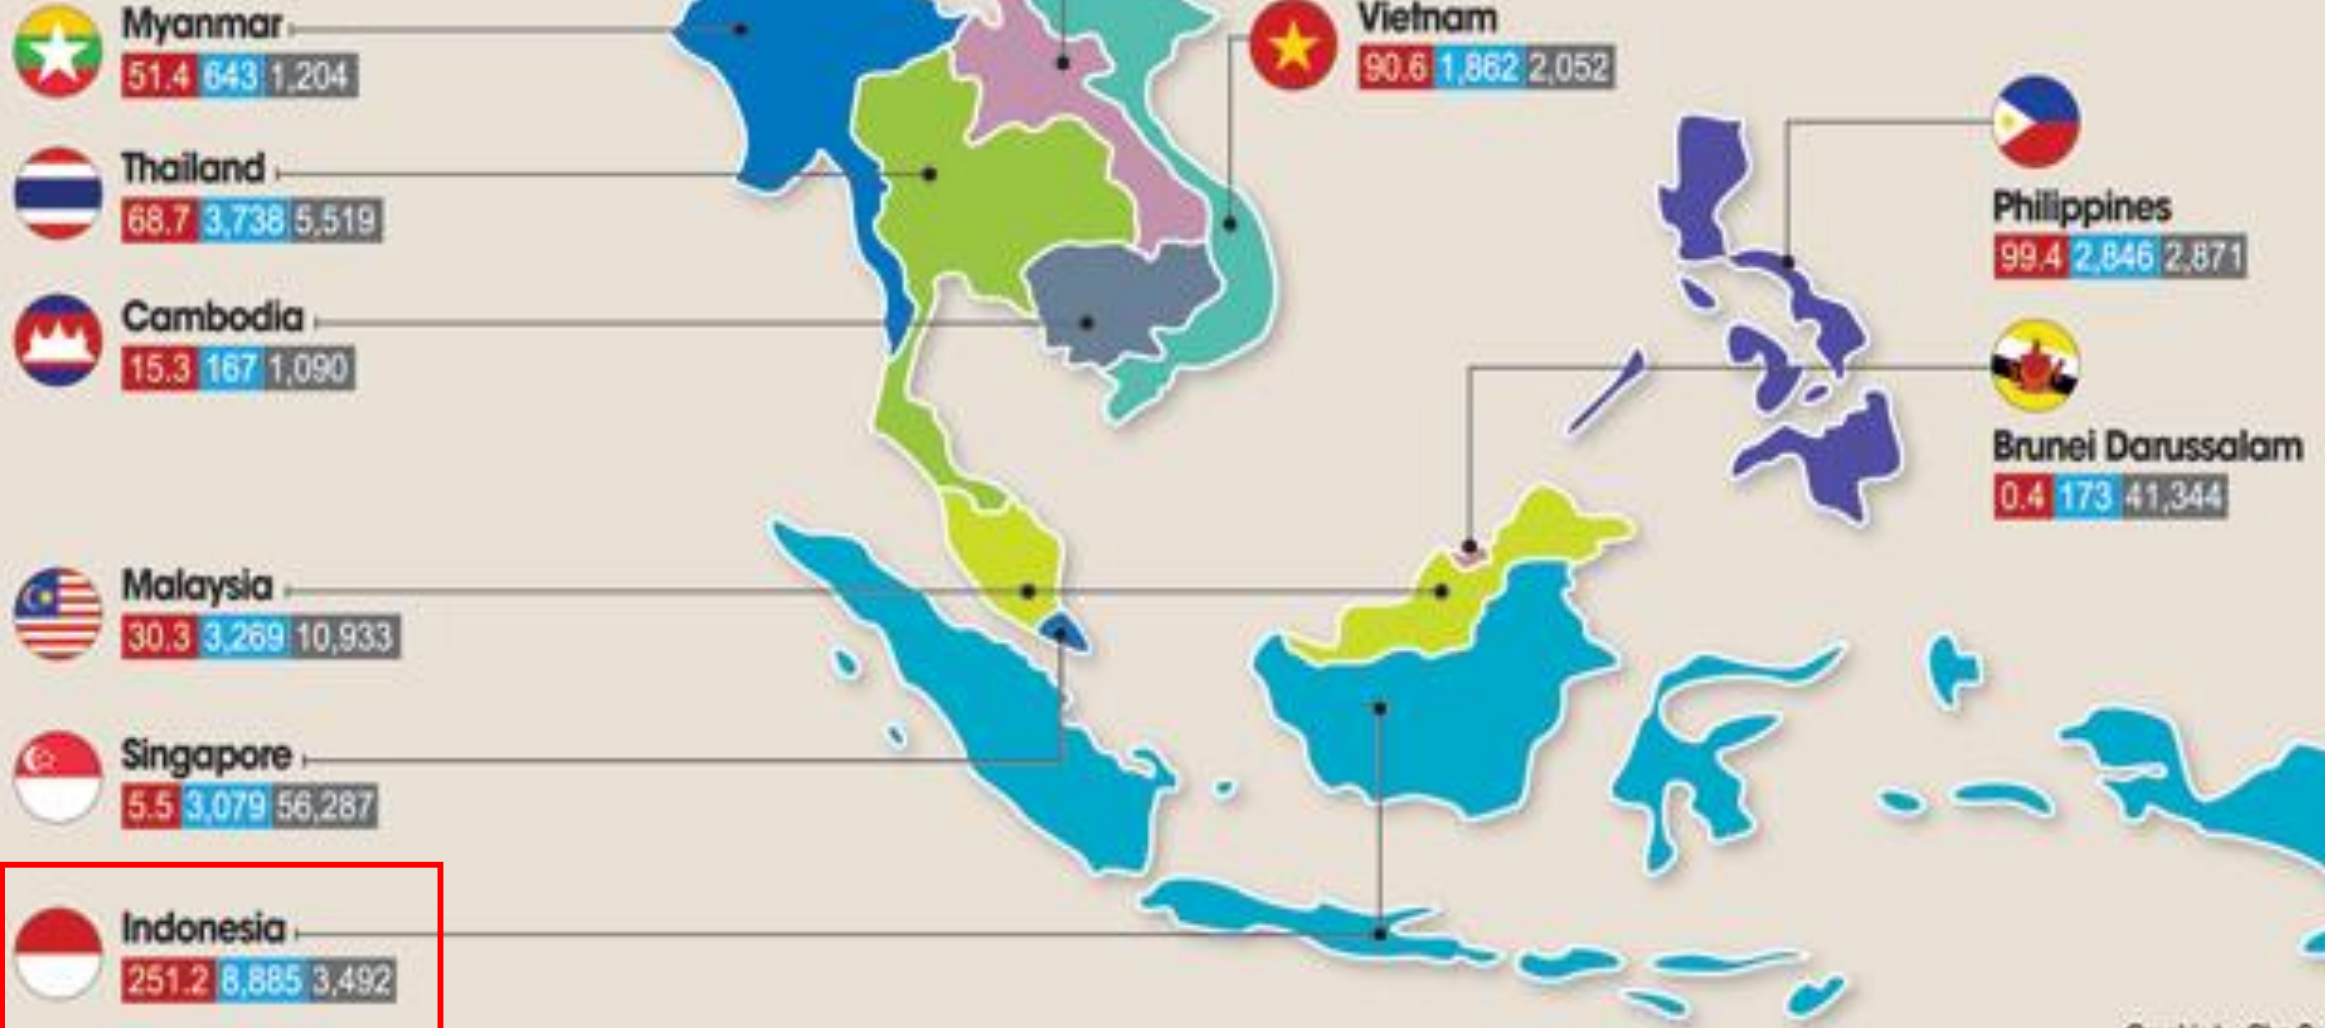 Myanmar
51.4 643 1,204
Thailand
68.7 3,738 5,519
Cambodia
15.3 167 1,090
Malaysia
30.3 3,269 10,933
Singapore
5.5 3,079 56,287
Indonesia
251.2 8,885 3,492
Vietnam
90.6 1,862 2,052
Philippines
99.4 2,846 2,871
Brunei Darussalam
0.4 173 41,344